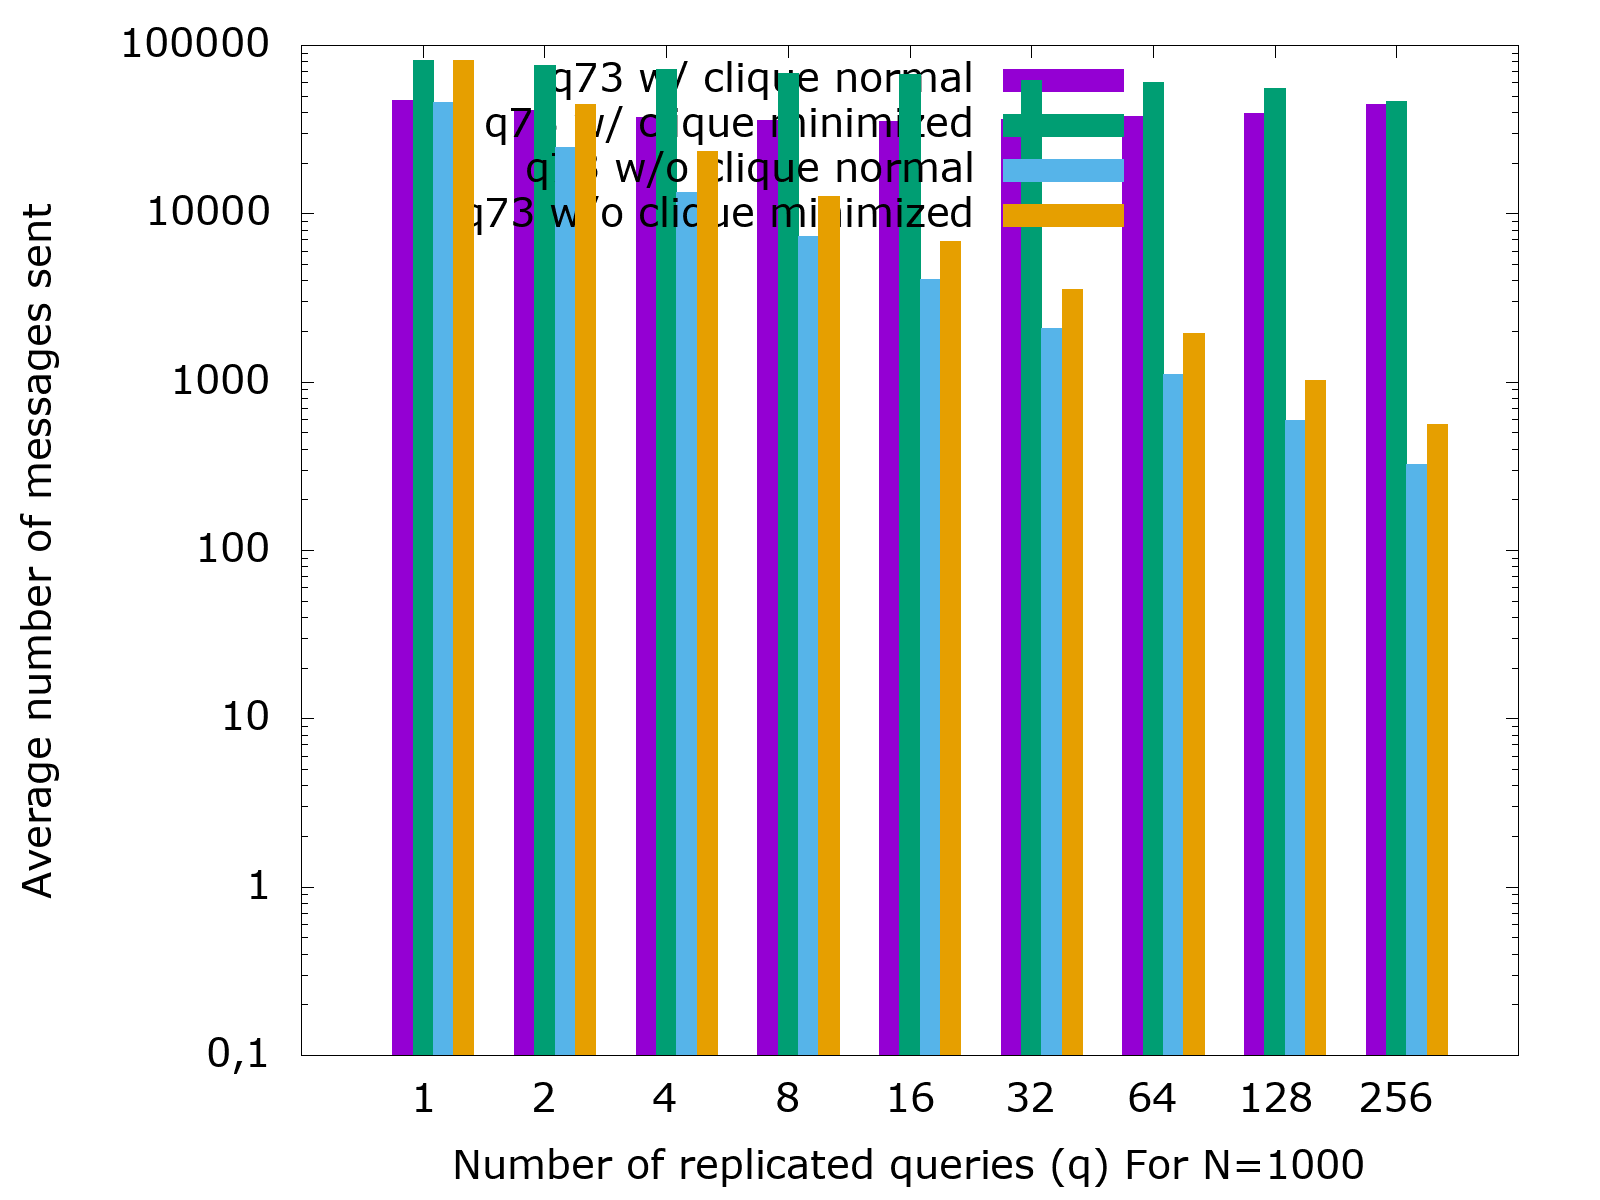 100000
10000
1000
100
10
1
0,1
Average number of messages sent
q73 w/ clique normal
q73 w/ clique minimized
q73 w/o clique normal
q73 w/o clique minimized
1 2 4 8 16 32 64 128 256
Number of replicated queries (q) For N=1000